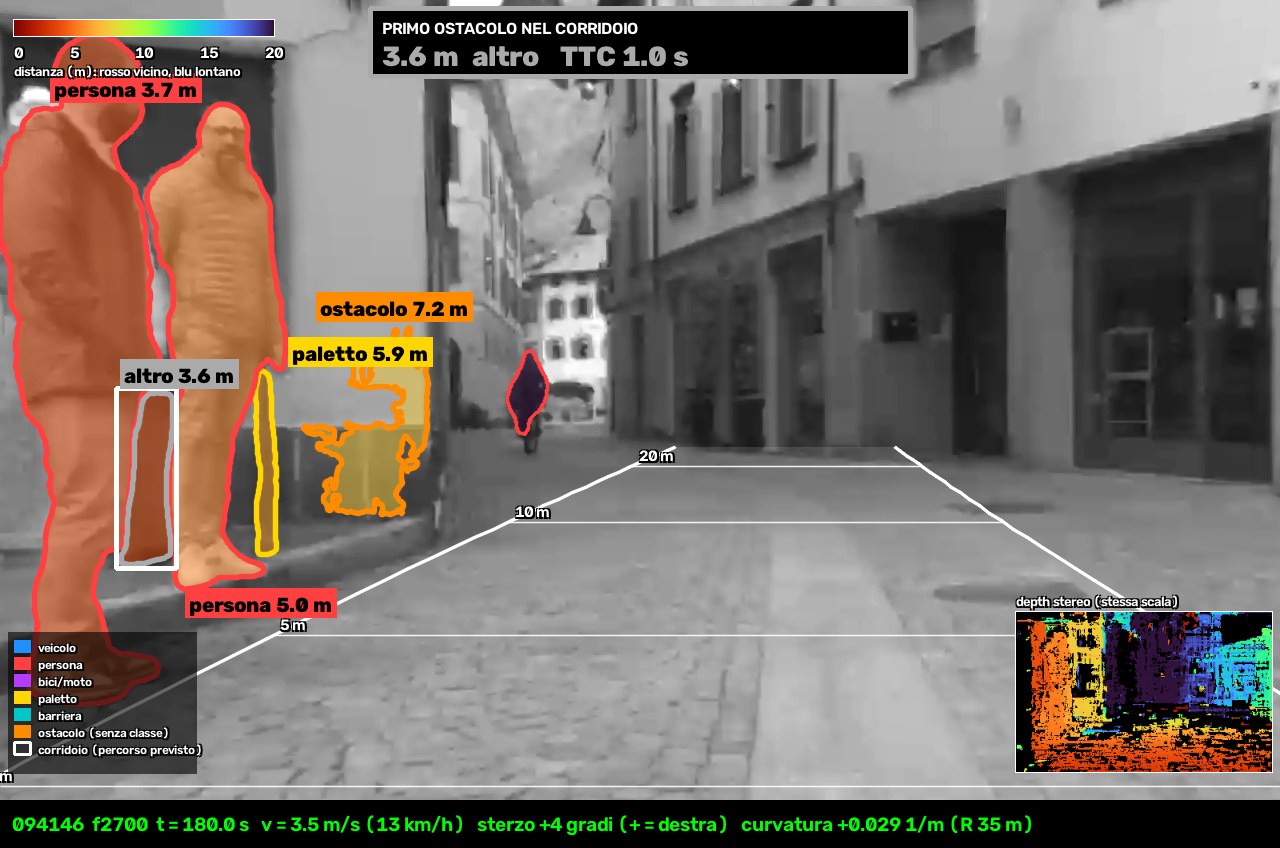 PRIMO OSTACOLO NEL CORRIDOIO
3.6 m altro TTC 1.0 s
0 5 10 15 20
distanza (m): rosso vicino, blu lontano
persona 3.7 m
ostacolo 7.2 m
paletto 5.9 m
altro 3.6 m
20 m
10 m
persona 5.0 m
5 m
depth stereo (stessa scala)
veicolo
persona
bici/moto
paletto
barriera
ostacolo (senza classe)
corridoio (percorso previsto)
m
094146 f2700 t = 180.0 s v = 3.5 m/s (13 km/h) sterzo +4 gradi (+ = destra) curvatura +0.029 1/m (R 35 m)